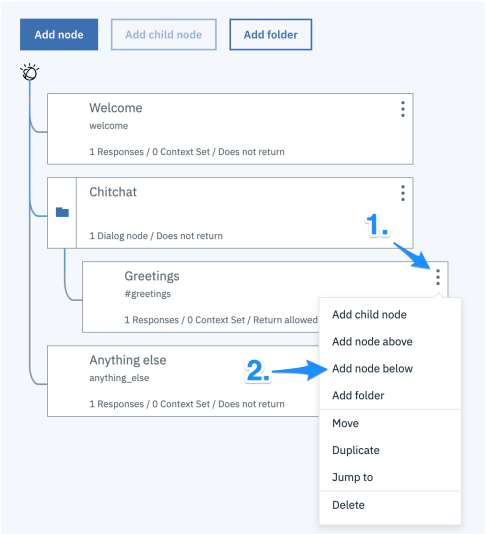 Add node
Add child node
Add folder
Welcome
welcome
1 Responses / 0 Context Set / Does not return
Chitchat
1 Dialog node / Does not return
1.
Greetings
#greetings
1 Responses / 0 Context Set / Return allowed
Add child node
Add node above
Anything else
anything_else
1 Responses / 0 Context Set / Does not return
2.
Add node below
Add folder
Move
Duplicate
Jump to
Delete